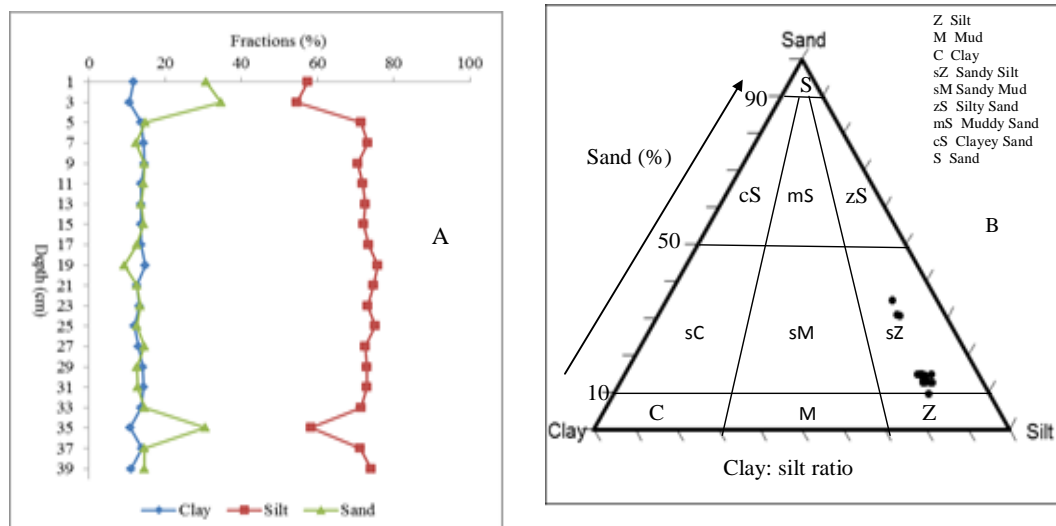 Fractions (%)
0 20 40 60 80 100
1
3
5
7
9
11
13
15
17
19
21
23
25
27
29
31
33
35
37
39
Depth (cm)
A
Clay Silt Sand
Z Silt
M Mud
C Clay
sZ Sandy Silt
sM Sandy Mud
zS Silty Sand
mS Muddy Sand
cS Clayey Sand
S Sand
Sand
S
90
Sand (%)
cS mS zS
B
50
sC sM sZ
10
C M Z
Clay Silt
Clay: silt ratio